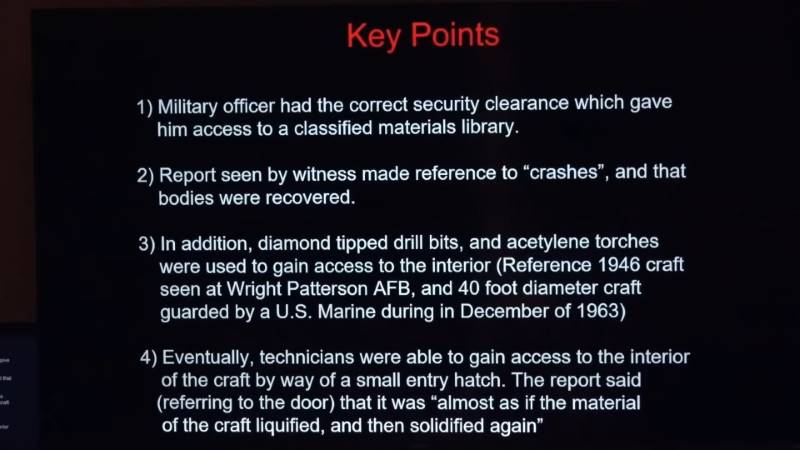 Key Points
1) Military officer had the correct security clearance which gave
him access to a classified materials library.
2) Report seen by witness made reference to “crashes”, and that
bodies were recovered.
3) In addition, diamond tipped drill bits, and acetylene torches
were used to gain access to the interior (Reference 1946 craft
seen at Wright Patterson AFB, and 40 foot diameter craft
guarded by a U.S. Marine during in December of 1963)
4) Eventually, technicians were able to gain access to the interior
of the craft by way of a small entry hatch. The report said
(referring to the door) that it was “almost as if the material
of the craft liquified, and then solidified again”